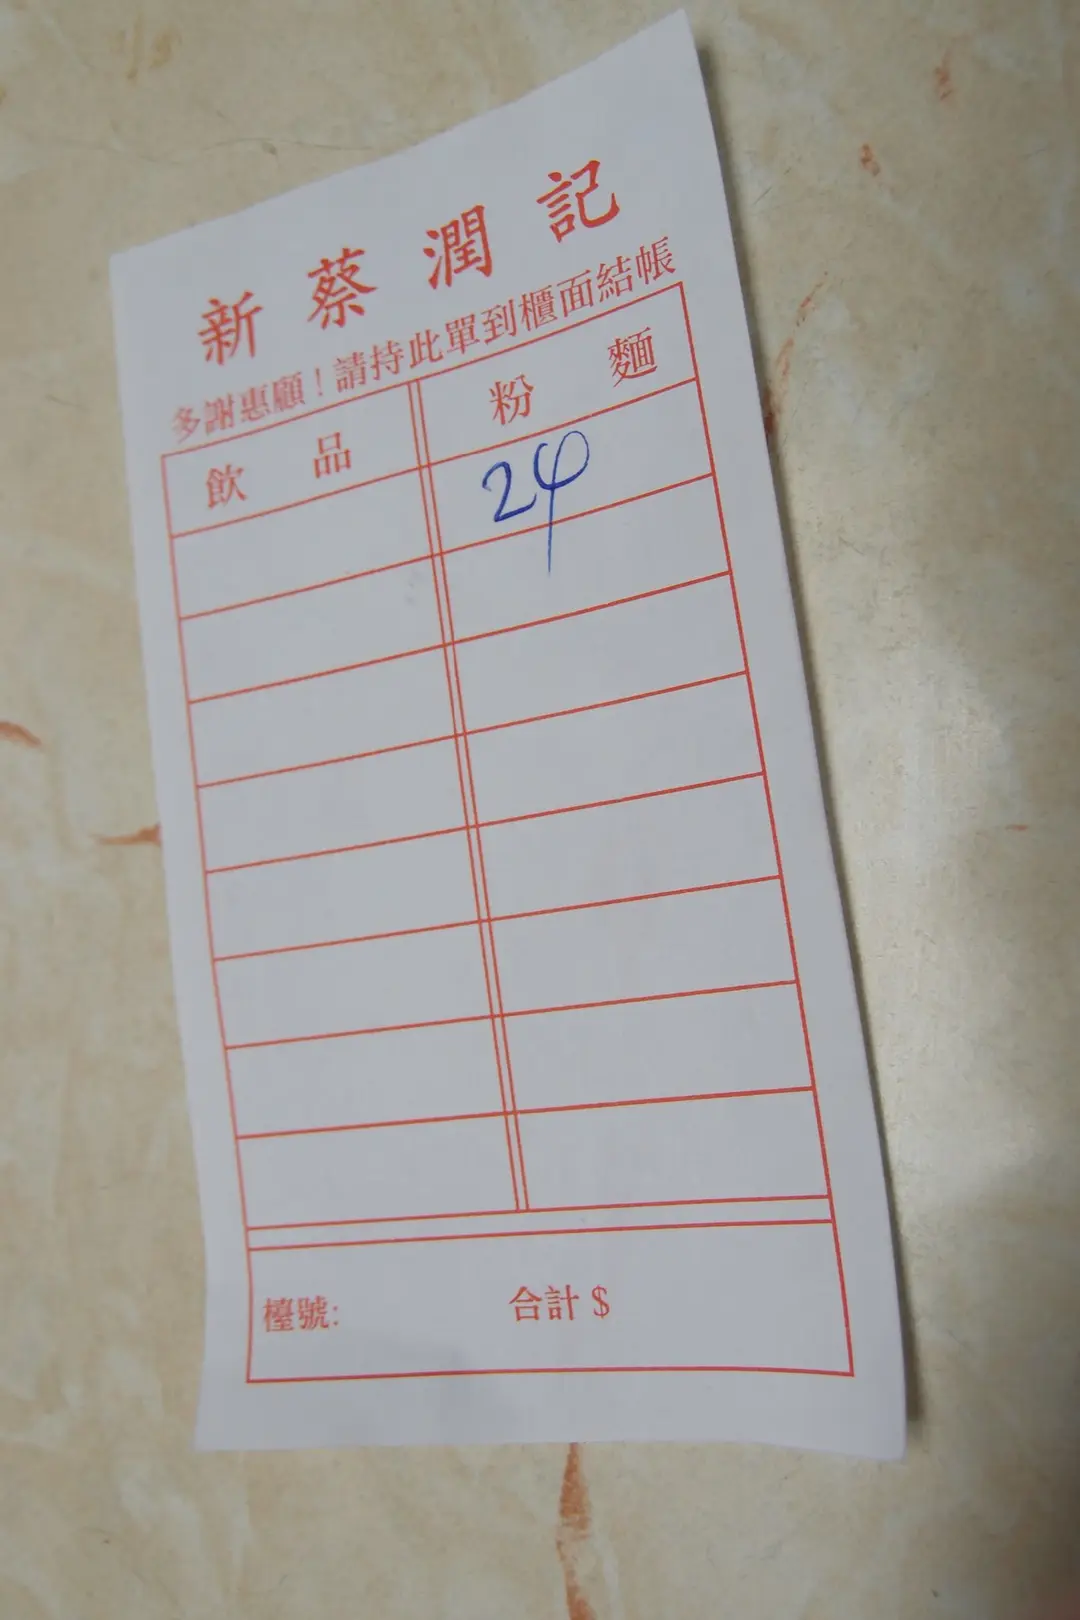 新蔡潤記
多謝惠顧！請持此單到櫃面結帳
飲品 粉麵
24
檯號: 合計 $